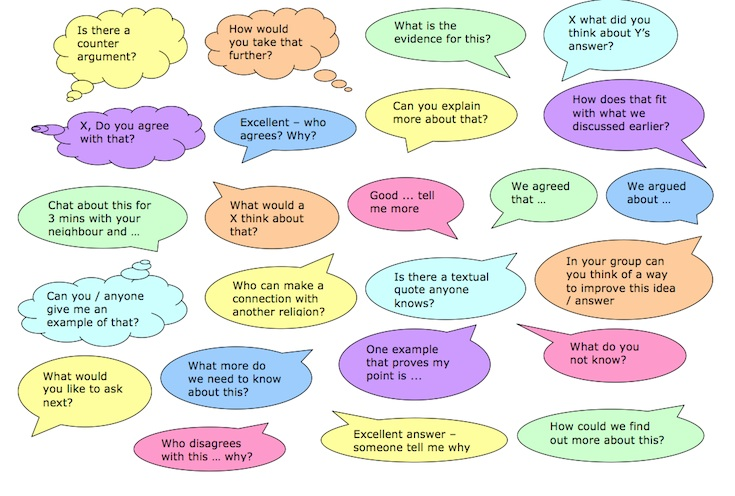 Is there a
counter
argument?
How would
you take that
further?
What is the
evidence for this?
X what did you
think about Y's
answer?
X, Do you agree
with that?
Excellent – who
agrees? Why?
Can you explain
more about that?
How does that fit
with what we
discussed earlier?
Chat about this for
3 mins with your
neighbour and ...
What would a
X think about
that?
Good ... tell
me more
We agreed
that ...
We argued
about ...
Can you / anyone
give me an
example of that?
Who can make a
connection with
another religion?
Is there a textual
quote anyone
knows?
In your group can
you think of a way
to improve this idea
/ answer
What would
you like to ask
next?
What more do
we need to know
about this?
One example
that proves my
point is ...
What do you
not know?
Who disagrees
with this ... why?
Excellent answer –
someone tell me why
How could we find
out more about this?